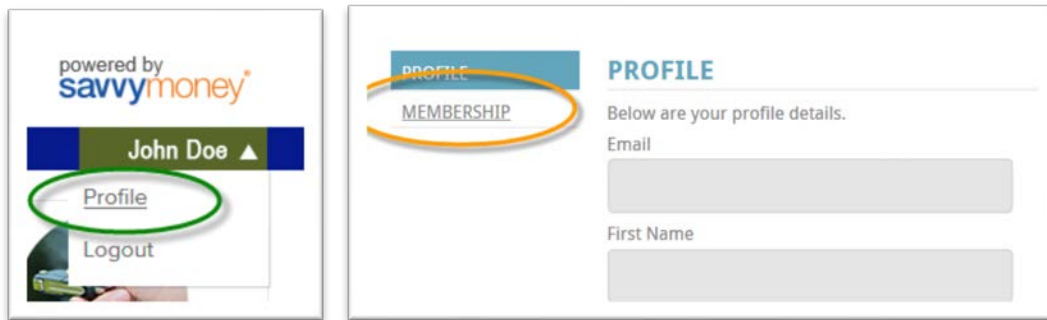 powered by
savvymoney®
John Doe ▲
Profile
Logout
PROFILE
MEMBERSHIP
PROFILE
Below are your profile details.
Email
First Name